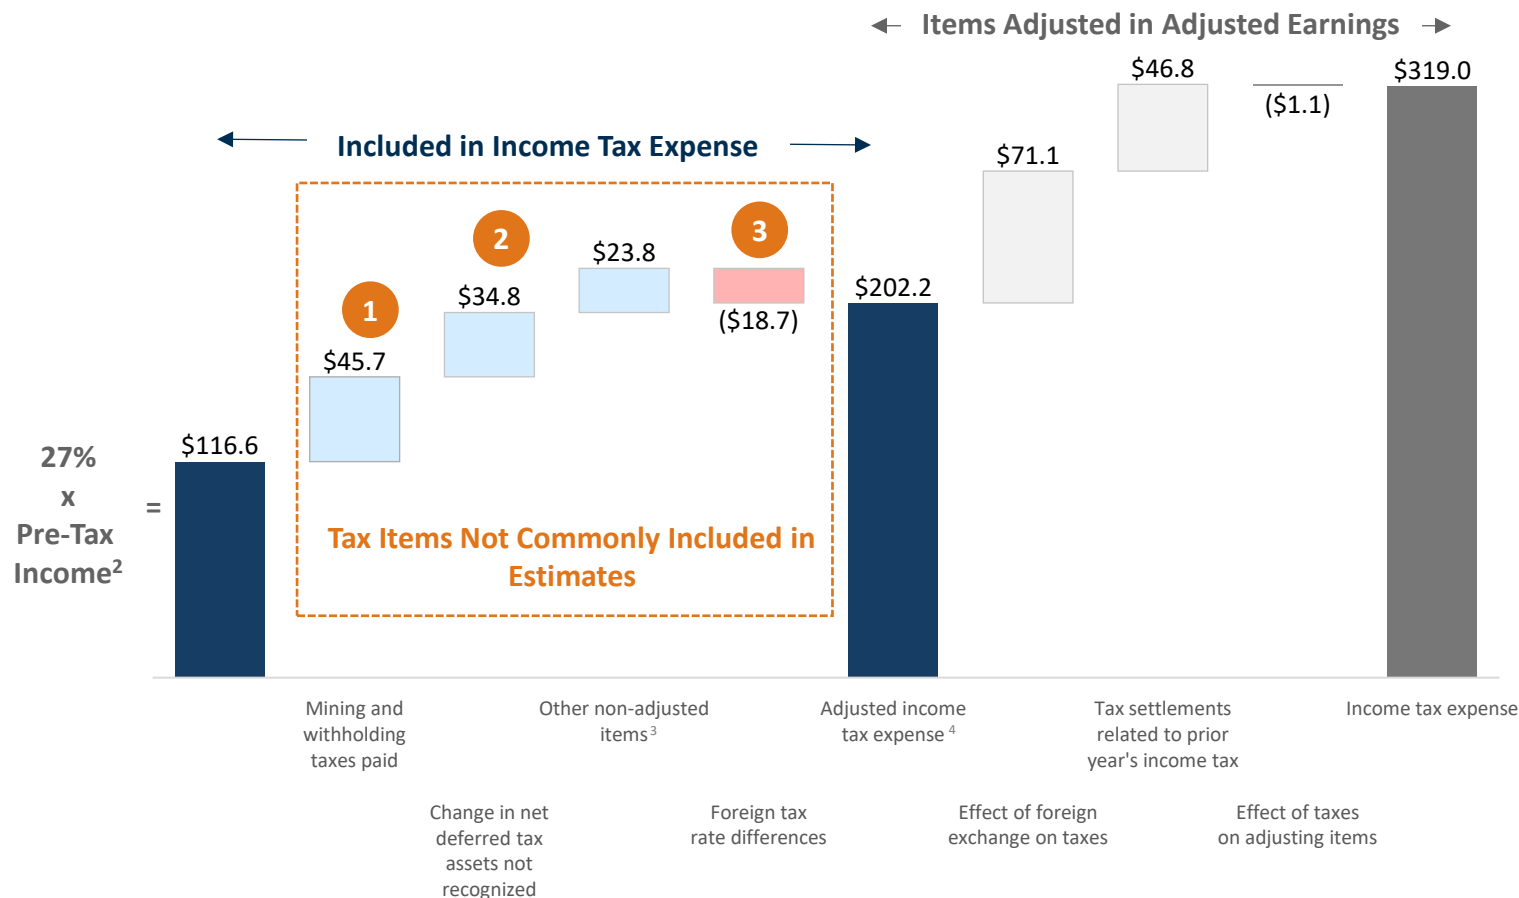 Items Adjusted in Adjusted Earnings
$46.8
$319.0
($1.1)
Included in Income Tax Expense
$71.1
3
2
$23.8
1
$34.8
$202.2
($18.7)
$45.7
$116.6
27%
x
Pre-Tax
Income²
=
Tax Items Not Commonly Included in
Estimates
Mining and
withholding
taxes paid
Other non-adjusted
items ³
Adjusted income
tax expense ⁴
Tax settlements
related to prior
year's income tax
Income tax expense
Change in net
deferred tax
assets not
recognized
Foreign tax
rate differences
Effect of foreign
exchange on taxes
Effect of taxes
on adjusting items